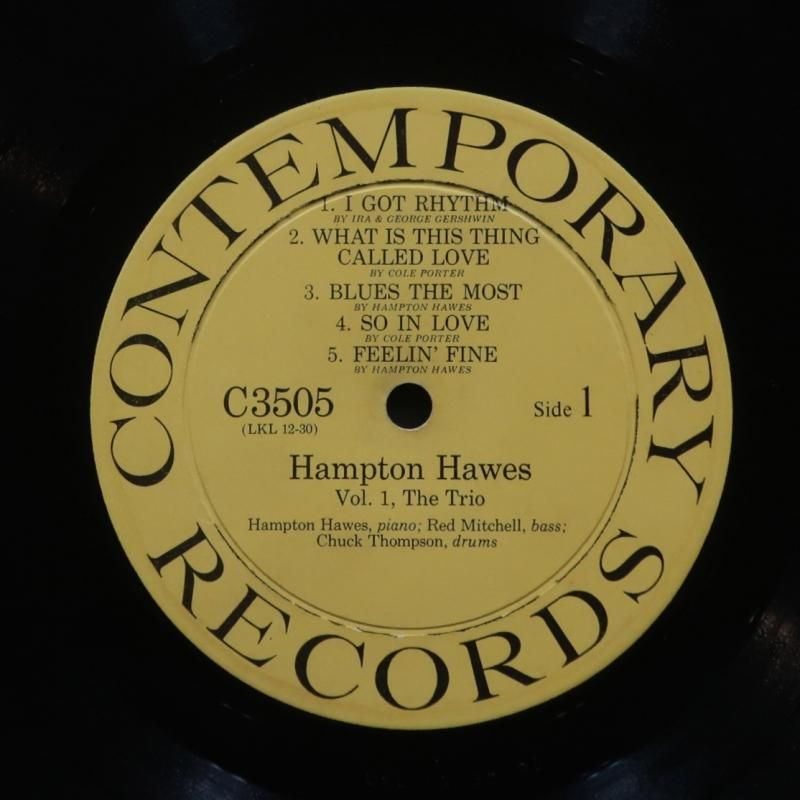 CONTEMPORARY
1. I GOT RHYTHM
BY IRA & GEORGE GERSHWIN
2. WHAT IS THIS THING
CALLED LOVE
BY COLE PORTER
3. BLUES THE MOST
BY HAMPTON HAWES
4. SO IN LOVE
BY COLE PORTER
5. FEELIN' FINE
BY HAMPTON HAWES
C3505
(LKL 12-30)
Side 1
Hampton Hawes
Vol. 1, The Trio
Hampton Hawes, piano; Red Mitchell, bass;
Chuck Thompson, drums
RECORDS